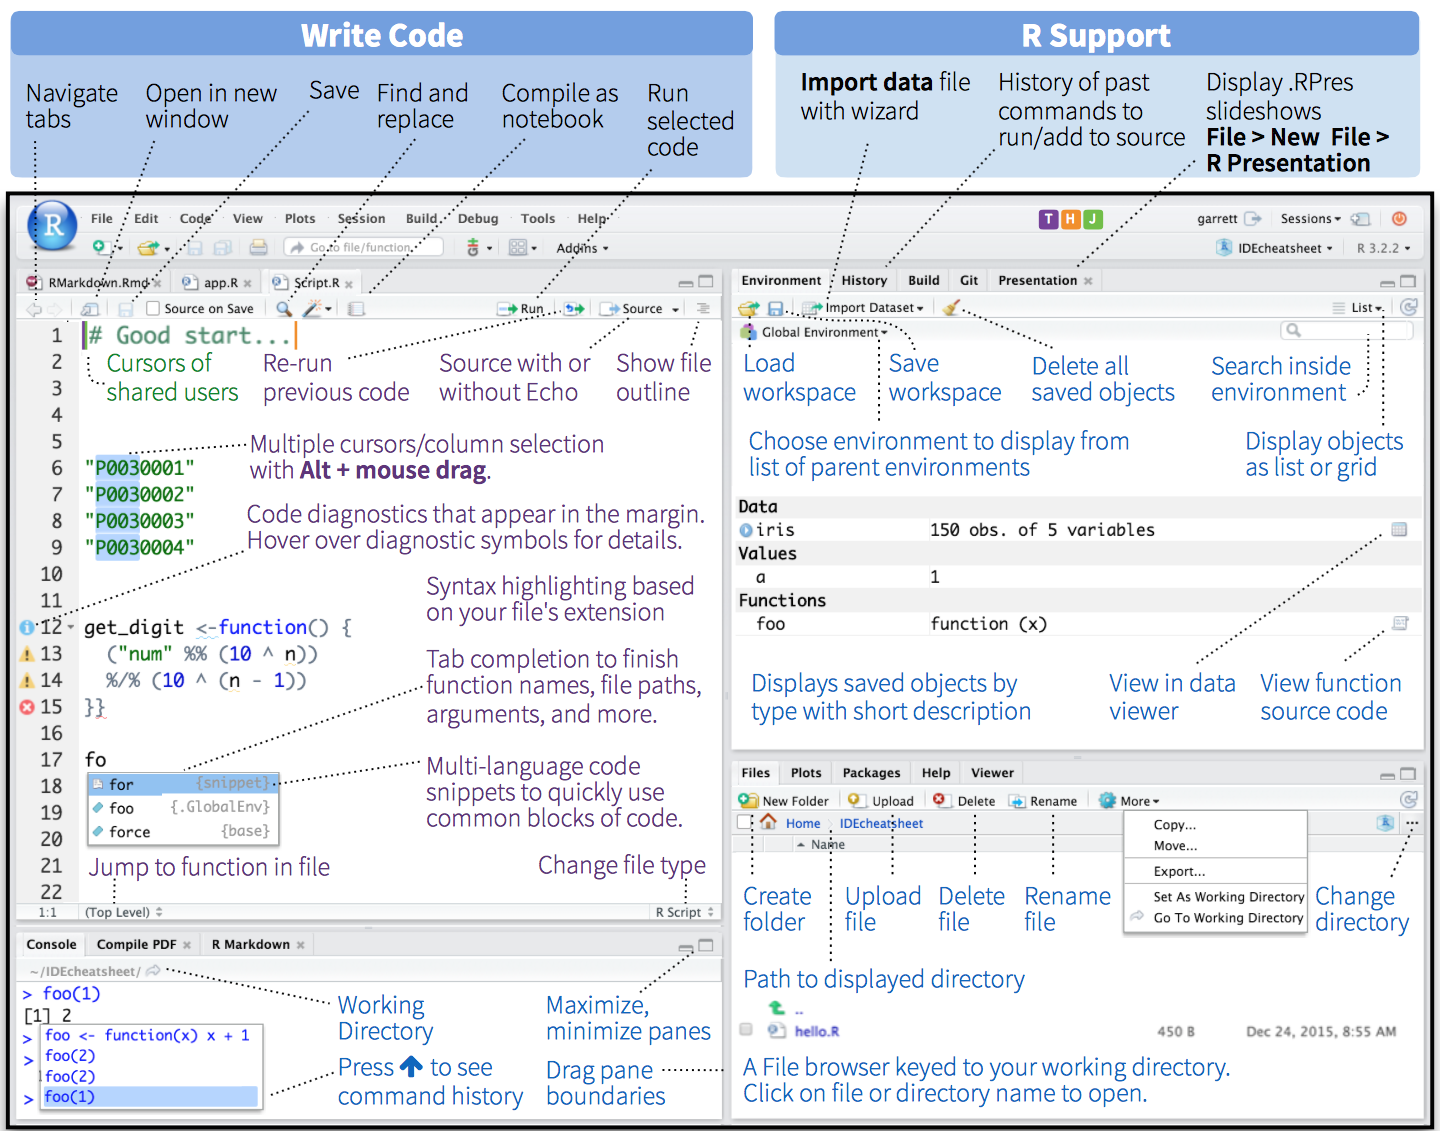 Write Code
Navigate
tabs
Open in new
window
Save
Find and
replace
Compile as
notebook
Run
selected
code
R Support
Import data file
with wizard
History of past
commands to
run/add to source
Display .RPres
slideshows
File > New File >
R Presentation
R
File Edit Code View Plots Session Build Debug Tools Help
T H J
garrett Sessions
Go to file/function
Addins
R IDEcheatsheet R 3.2.2
RMarkdown.Rmd × app.R × Script.R ×
Source on Save
Run Source
1 # Good start...
2
3
4
5
6 "P0030001"
7 "P0030002"
8 "P0030003"
9 "P0030004"
10
11
12 get_digit <-function() {
13 ("num" %% (10 ^ n))
14 %/% (10 ^ (n - 1))
15 }}
16
17 fo
18
19
20
21
22
for {snippet}
foo {.GlobalEnv}
force {base}
Cursors of
shared users
Re-run
previous code
Source with or
without Echo
Show file
outline
Multiple cursors/column selection
with Alt + mouse drag.
Code diagnostics that appear in the margin.
Hover over diagnostic symbols for details.
Syntax highlighting based
on your file's extension
Tab completion to finish
function names, file paths,
arguments, and more.
Multi-language code
snippets to quickly use
common blocks of code.
Jump to function in file
Change file type
1:1 (Top Level) R Script
Console Compile PDF × R Markdown ×
~/IDEcheatsheet/
> foo(1)
[1] 2
>
>
>
foo <- function(x) x + 1
foo(2)
foo(2)
foo(1)
Working
Directory
Press to see
command history
Maximize,
minimize panes
Drag pane
boundaries
Environment History Build Git Presentation ×
Import Dataset List
Global Environment
Load
workspace
Save
workspace
Delete all
saved objects
Search inside
environment
Choose environment to display from
list of parent environments
Display objects
as list or grid
Data
iris 150 obs. of 5 variables
Values
a 1
Functions
foo function (x)
Displays saved objects by
type with short description
View in data
viewer
View function
source code
Files Plots Packages Help Viewer
New Folder Upload Delete Rename More
Home IDEcheatsheet R ...
Name
Copy...
Move...
Export...
Set As Working Directory
Go To Working Directory
Create
folder
Upload
file
Delete
file
Rename
file
Change
directory
Path to displayed directory
..
hello.R 450 B Dec 24, 2015, 8:55 AM
A File browser keyed to your working directory.
Click on file or directory name to open.